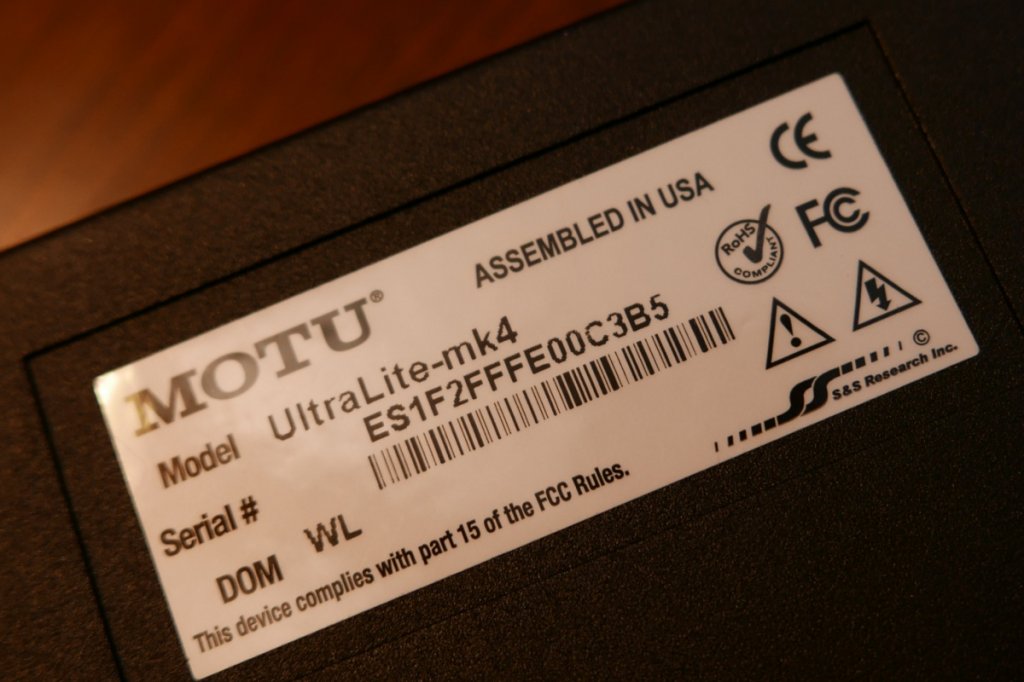 MOTU®
ASSEMBLED IN USA
CE
FC
RoHS
COMPLIANT
Model UltraLite-mk4
Serial # ES1F2FFFE00C3B5
DOM WL
This device complies with part 15 of the FCC Rules.
©
S&S Research Inc.